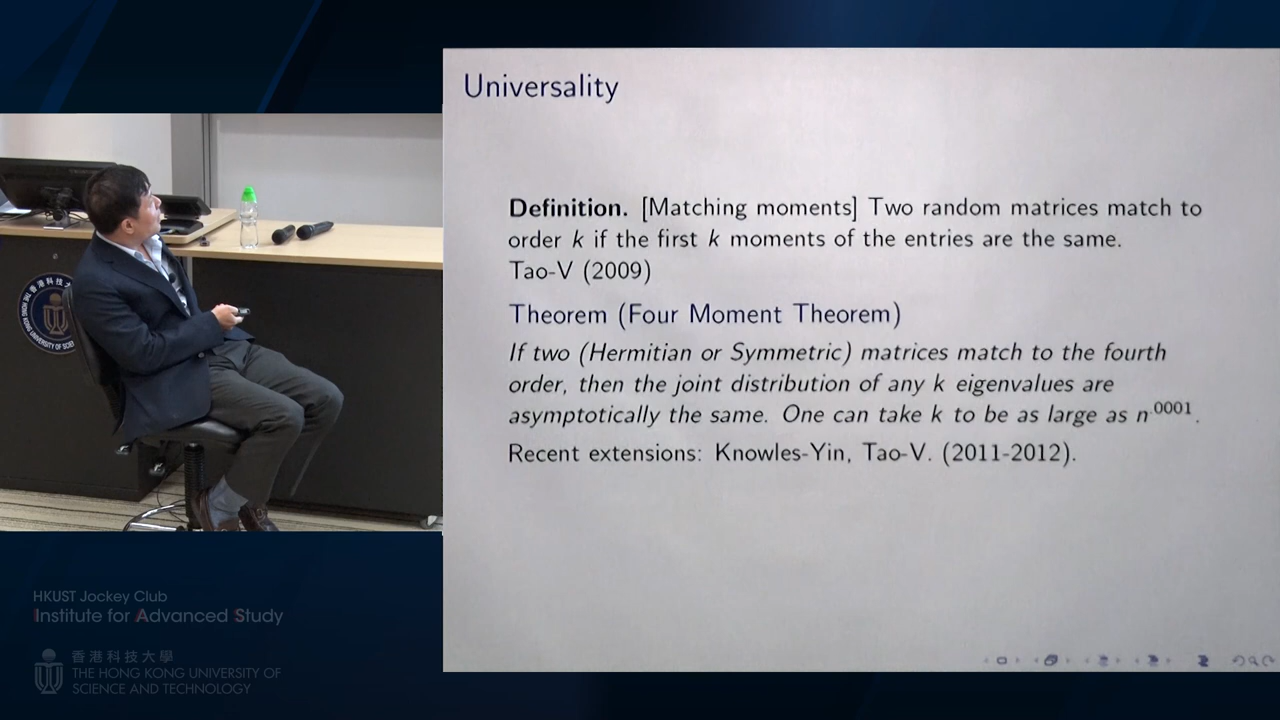 Universality
Definition. [Matching moments] Two random matrices match to
order k if the first k moments of the entries are the same.
Tao-V (2009)
Theorem (Four Moment Theorem)
If two (Hermitian or Symmetric) matrices match to the fourth
order, then the joint distribution of any k eigenvalues are
asymptotically the same. One can take k to be as large as n^.0001.
Recent extensions: Knowles-Yin, Tao-V. (2011-2012).
HKUST Jockey Club
Institute for Advanced Study
香港科技大學
THE HONG KONG UNIVERSITY OF
SCIENCE AND TECHNOLOGY